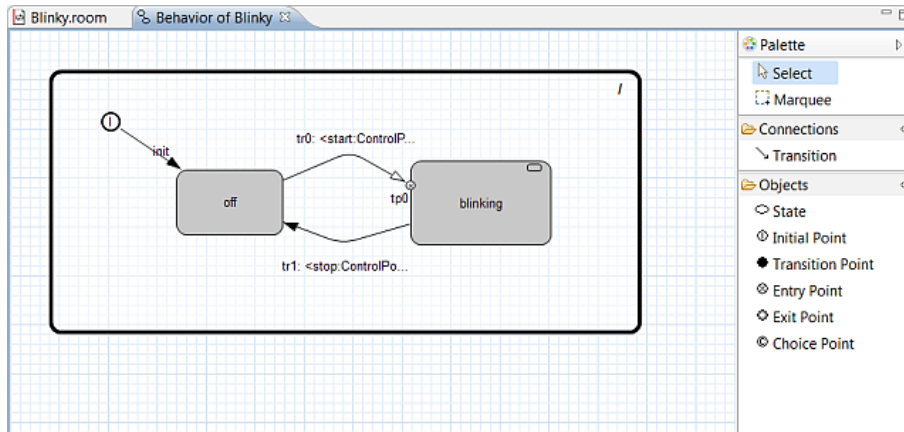 Blinky.room
Behavior of Blinky
Palette
Select
Marquee
Connections
Transition
Objects
State
Initial Point
Transition Point
Entry Point
Exit Point
Choice Point
/
I
init
tr0: <start:ControlP...
off
tp0
blinking
tr1: <stop:ControlPo...